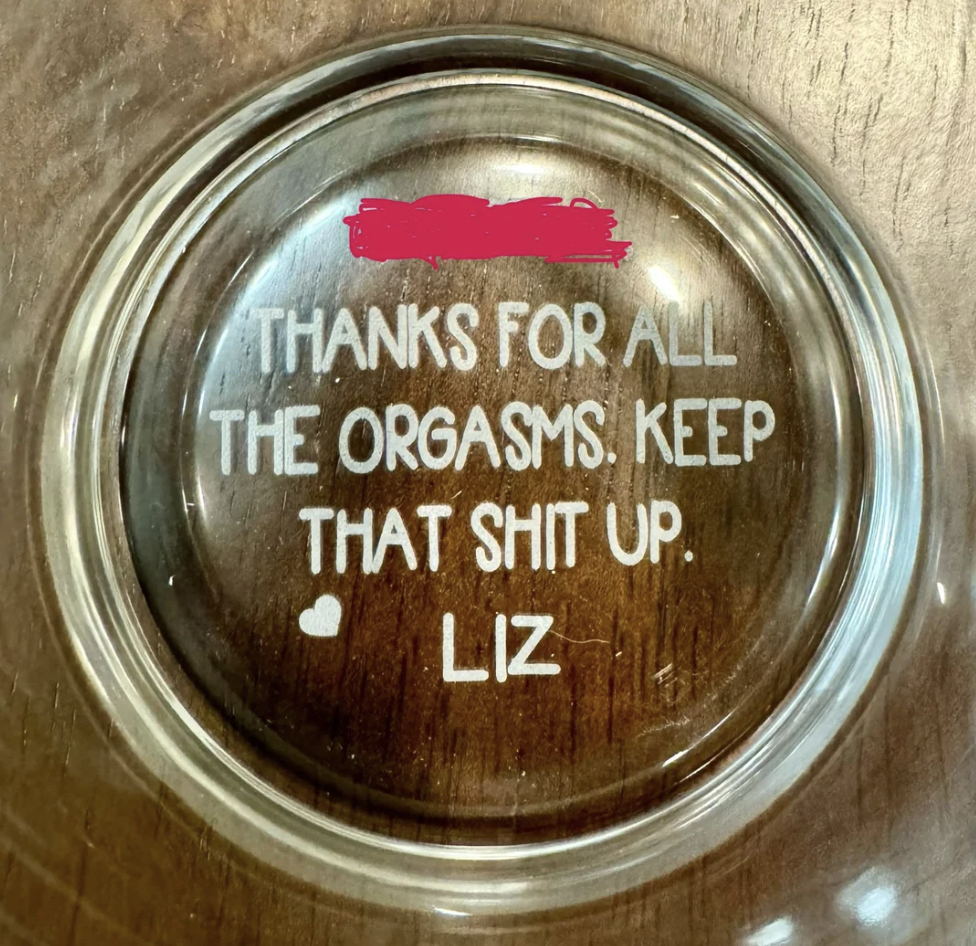 THANKS FOR ALL
THE ORGASMS. KEEP
THAT SHIT UP.
LIZ